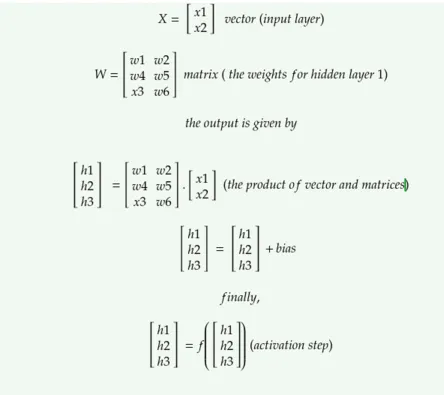 X = [x1 x2] vector (input layer)
W = [w1 w2 w4 w5 x3 w6] matrix ( the weights for hidden layer 1)
the output is given by
[h1 h2 h3] = [w1 w2 w4 w5 x3 w6] . [x1 x2] (the product of vector and matrices)
[h1 h2 h3] = [h1 h2 h3] + bias
finally,
[h1 h2 h3] = f([h1 h2 h3]) (activation step)